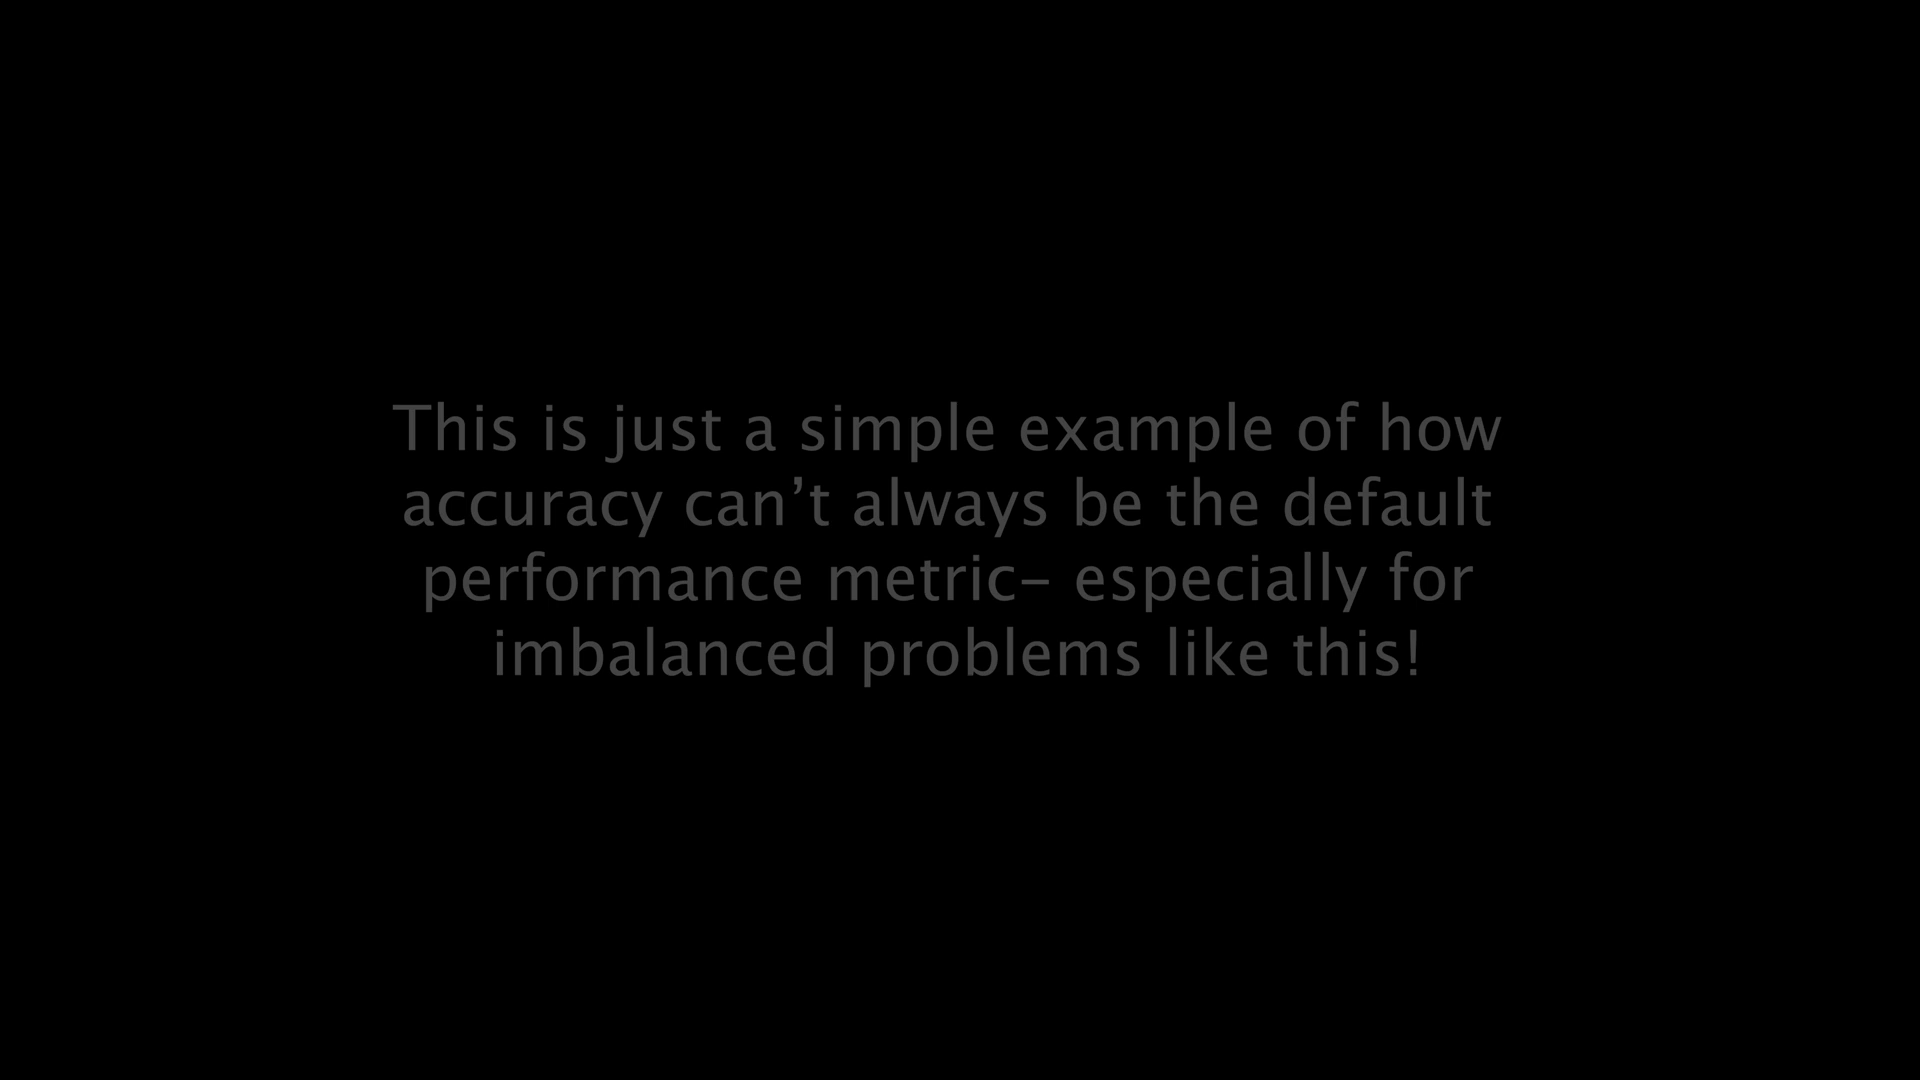 This is just a simple example of how
accuracy can’t always be the default
performance metric– especially for
imbalanced problems like this!